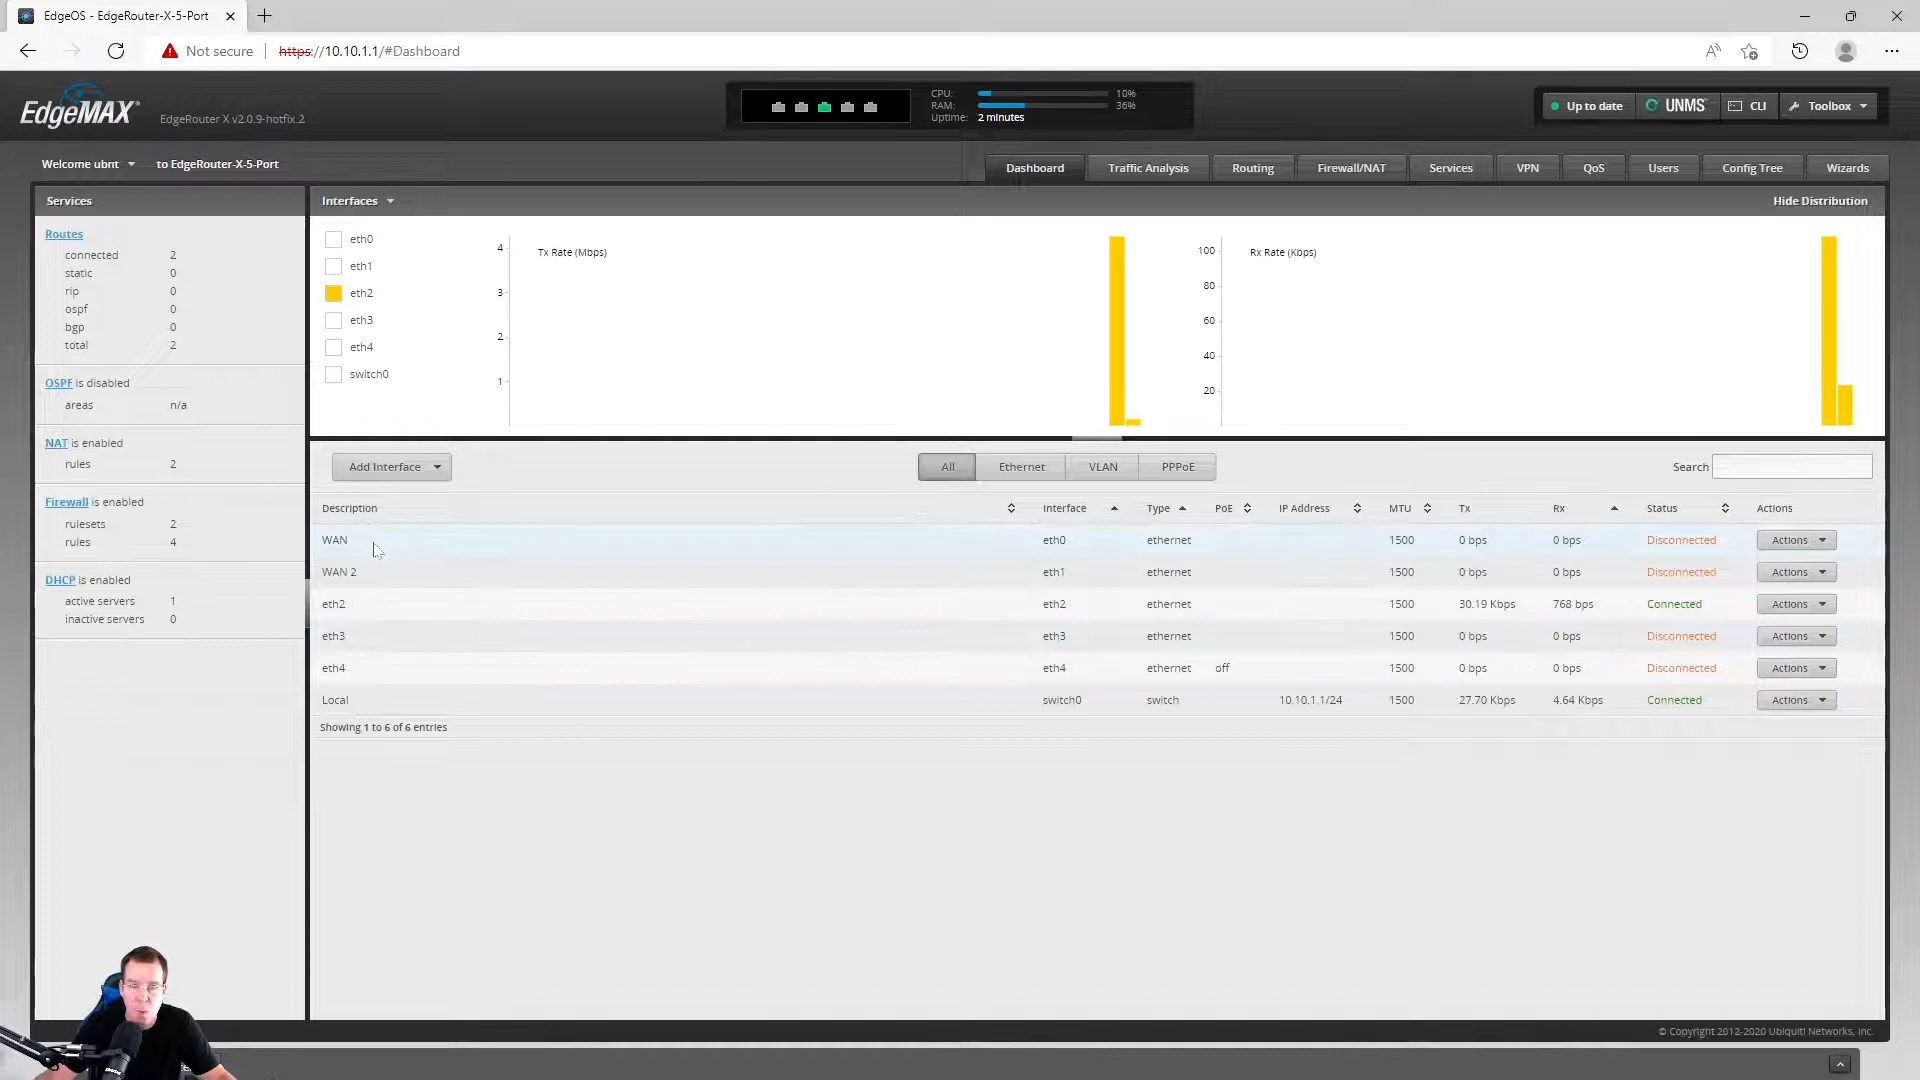 EdgeOS - EdgeRouter-X-5-Port
Not secure
https://10.10.1.1/#Dashboard
EdgeMAX
EdgeRouter X v2.0.9-hotfix.2
CPU: 10%
RAM: 36%
Uptime: 2 minutes
Up to date
UNMS
CLI
Toolbox
Welcome ubnt
to EdgeRouter-X-5-Port
Dashboard
Traffic Analysis
Routing
Firewall/NAT
Services
VPN
QoS
Users
Config Tree
Wizards
Services
Routes
connected 2
static 0
rip 0
ospf 0
bgp 0
total 2
OSPF is disabled
areas n/a
NAT is enabled
rules 2
Firewall is enabled
rulesets 2
rules 4
DHCP is enabled
active servers 1
inactive servers 0
Interfaces
Hide Distribution
eth0
eth1
eth2
eth3
eth4
switch0
Tx Rate (Mbps)
4
3
2
1
Rx Rate (Kbps)
100
80
60
40
20
Add Interface
All
Ethernet
VLAN
PPPoE
Search
Description Interface Type PoE IP Address MTU Tx Rx Status Actions
WAN eth0 ethernet 1500 0 bps 0 bps Disconnected Actions
WAN 2 eth1 ethernet 1500 0 bps 0 bps Disconnected Actions
eth2 eth2 ethernet 1500 30.19 Kbps 768 bps Connected Actions
eth3 eth3 ethernet 1500 0 bps 0 bps Disconnected Actions
eth4 eth4 ethernet off 1500 0 bps 0 bps Disconnected Actions
Local switch0 switch 10.10.1.1/24 1500 27.70 Kbps 4.64 Kbps Connected Actions
Showing 1 to 6 of 6 entries
© Copyright 2012-2020 Ubiquiti Networks, Inc.